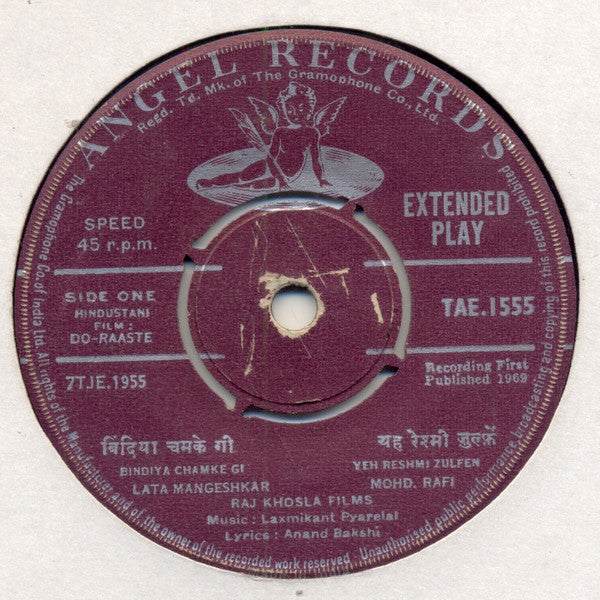 ANGEL RECORDS
Regd. Td. Mk. of The Gramophone Co., Ltd.
SPEED
45 r.p.m.
EXTENDED
PLAY
SIDE ONE
HINDUSTANI
FILM :
DO-RAASTE
TAE.1555
7TJE.1955
Recording First
Published 1969
बिंदिया चमके गी
BINDIYA CHAMKE GI
LATA MANGESHKAR
यह रेश्मी ज़ुल्फ़ें
YEH RESHMI ZULFEN
MOHD. RAFI
RAJ KHOSLA FILMS
Music : Laxmikant Pyarelal
Lyrics : Anand Bakshi
The Gramophone Co. of India Ltd. All rights of the Manufacturer and of the owner of the recorded work reserved. Unauthorised public performance, broadcasting and copying of this record prohibited